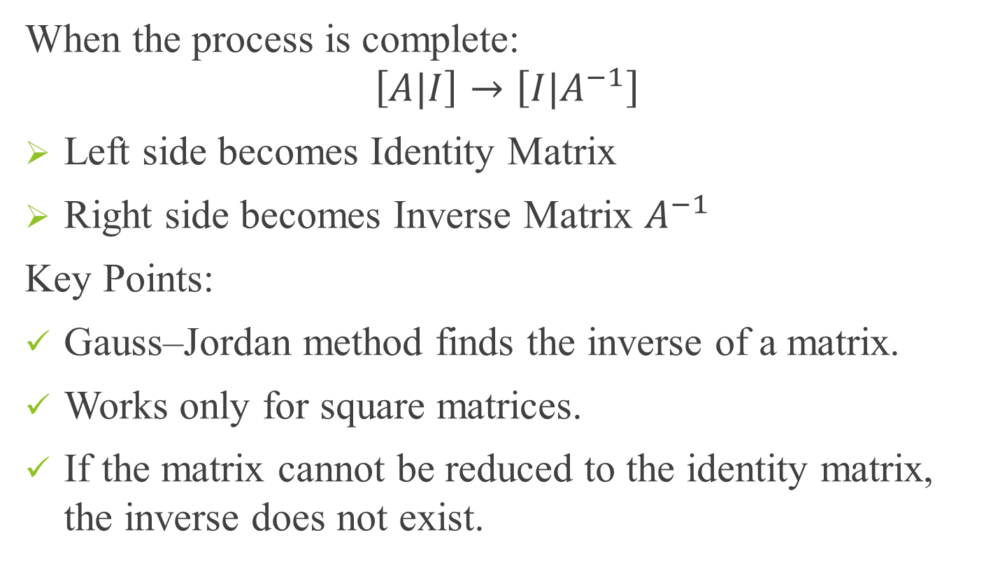 When the process is complete:
[A|I] → [I|A⁻¹]
➢ Left side becomes Identity Matrix
➢ Right side becomes Inverse Matrix A⁻¹
Key Points:
✓ Gauss–Jordan method finds the inverse of a matrix.
✓ Works only for square matrices.
✓ If the matrix cannot be reduced to the identity matrix,
the inverse does not exist.